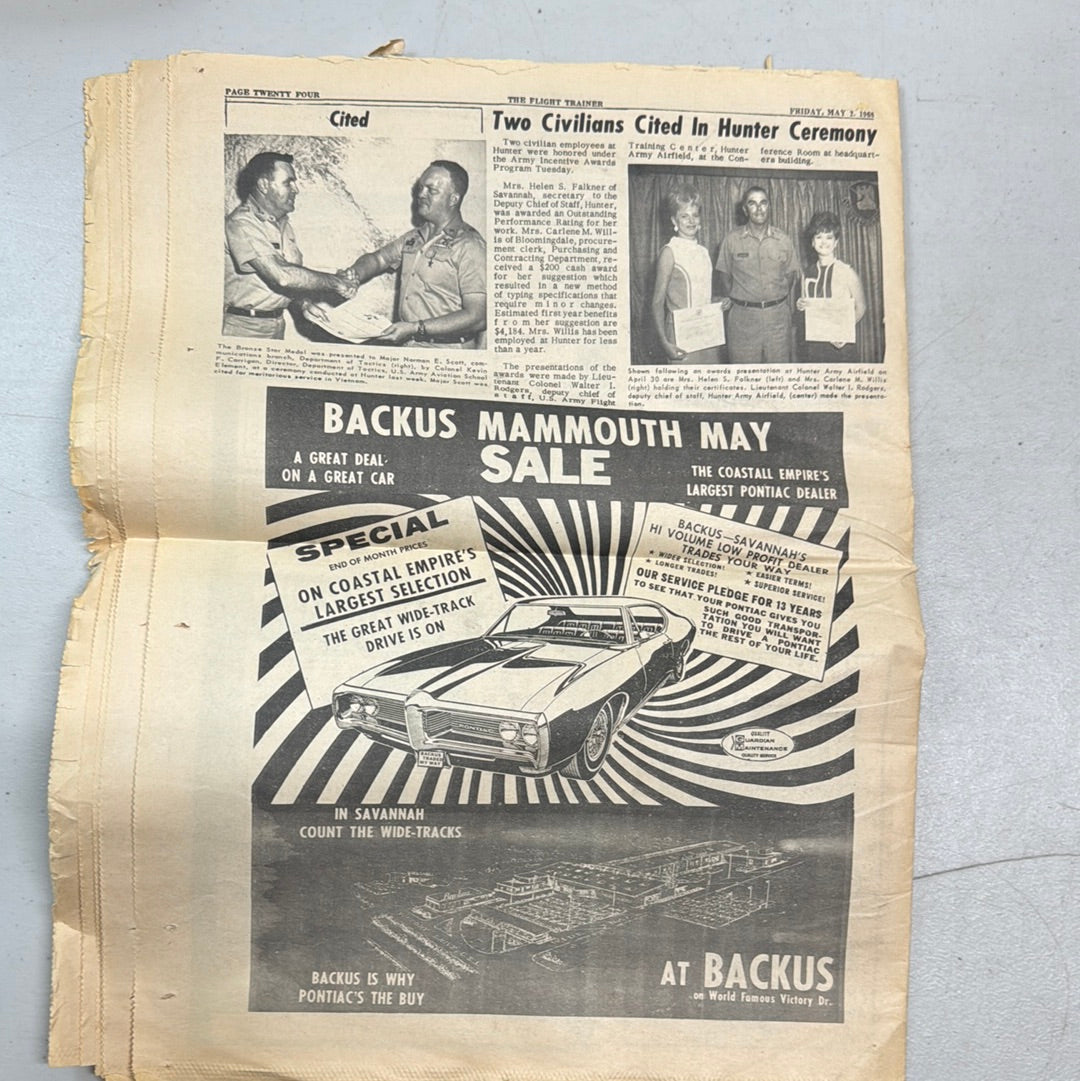 PAGE TWENTY FOUR
THE FLIGHT TRAINER
FRIDAY, MAY 3, 1968
Cited
The Bronze Star Medal was presented to Major Norman E. Scott, com-
munications branch, Department of Tactics (right), by Colonel Kevin
F. Corrigan, Director, Department of Tactics, U.S. Army Aviation School
Element, at a ceremony conducted at Hunter last week. Major Scott was
cited for meritorious service in Vietnam.
Two Civilians Cited In Hunter Ceremony
Two civilian employees at
Hunter were honored under
the Army Incentive Awards
Program Tuesday.
Mrs. Helen S. Falkner of
Savannah, secretary to the
Deputy Chief of Staff, Hunter,
was awarded an Outstanding
Performance Rating for her
work. Mrs. Carlene M. Will-
is of Bloomingdale, procure-
ment clerk, Purchasing and
Contracting Department, re-
ceived a $200 cash award
for her suggestion which
resulted in a new method
of typing specifications that
require minor changes.
Estimated first year benefits
from her suggestion are
$4,184. Mrs. Willis has been
employed at Hunter for less
than a year.
The presentations of the
awards were made by Lieu-
tenant Colonel Walter I.
Rodgers, deputy chief of
staff, U.S. Army Flight
Training Center, Hunter
Army Airfield, at the Con-
ference Room at headquart-
ers building.
Shown following an awards presentation at Hunter Army Airfield on
April 30 are Mrs. Helen S. Falkner (left) and Mrs. Carlene M. Willis
(right) holding their certificates. Lieutenant Colonel Walter I. Rodgers,
deputy chief of staff, Hunter Army Airfield, (center) made the presenta-
tion.
BACKUS MAMMOUTH MAY
SALE
A GREAT DEAL
ON A GREAT CAR
THE COASTALL EMPIRE'S
LARGEST PONTIAC DEALER
SPECIAL
END OF MONTH PRICES
ON COASTAL EMPIRE'S
LARGEST SELECTION
THE GREAT WIDE-TRACK
DRIVE IS ON
BACKUS—SAVANNAH'S
HI VOLUME LOW PROFIT DEALER
TRADES YOUR WAY
★ WIDER SELECTION! ★ EASIER TERMS!
★ LONGER TRADES! ★ SUPERIOR SERVICE!
OUR SERVICE PLEDGE FOR 13 YEARS
TO SEE THAT YOUR PONTIAC GIVES YOU
SUCH GOOD TRANSPOR-
TATION YOU WILL WANT
TO DRIVE A PONTIAC
THE REST OF YOUR LIFE.
PONTIAC
BACKUS
TRADES
MY WAY
QUALITY
GUARDIAN
MAINTENANCE
QUALITY SERVICE
IN SAVANNAH
COUNT THE WIDE-TRACKS
BACKUS IS WHY
PONTIAC'S THE BUY
AT BACKUS
on World Famous Victory Dr.